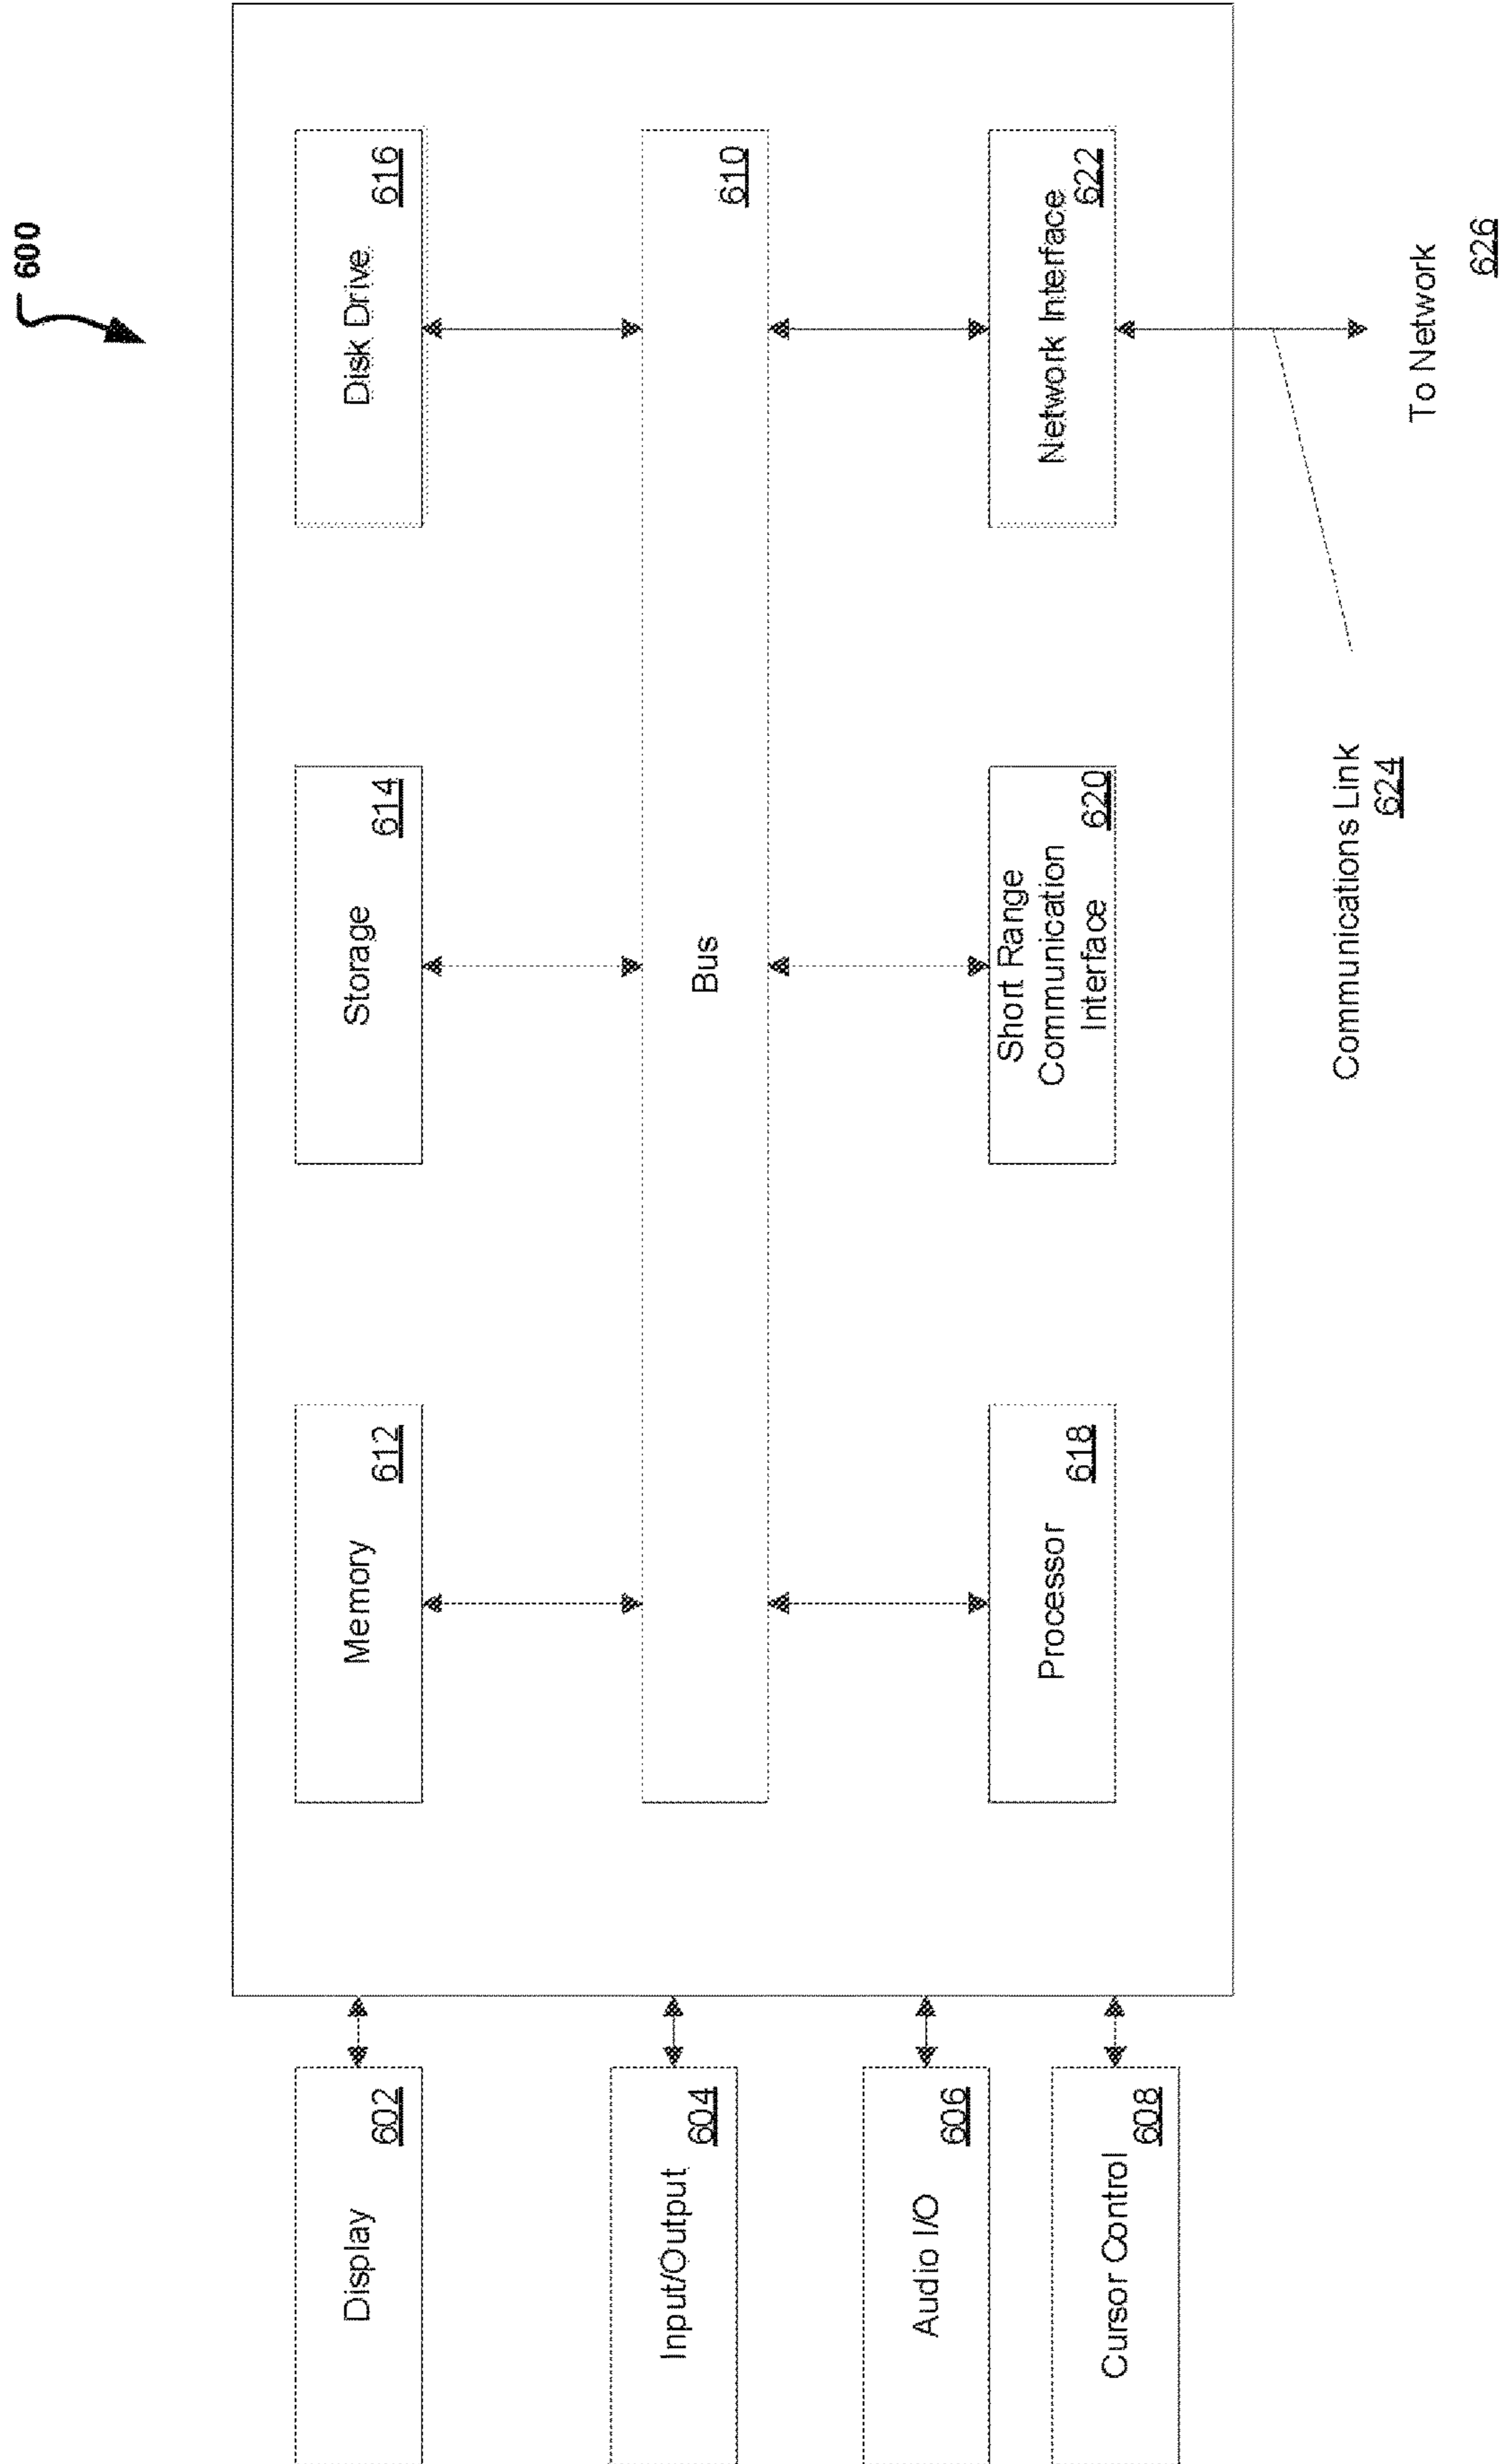 600
Display
602
Input/Output
604
Audio I/O
606
Cursor Control
608
Memory
612
Storage
614
Disk Drive
616
Bus
610
Processor
618
Short Range
Communication
Interface
620
Network Interface
622
Communications Link
624
To Network
626